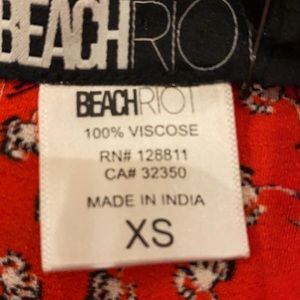 BEACHRIOT
BEACHRIOT
100% VISCOSE
RN# 128811
CA# 32350
MADE IN INDIA
XS